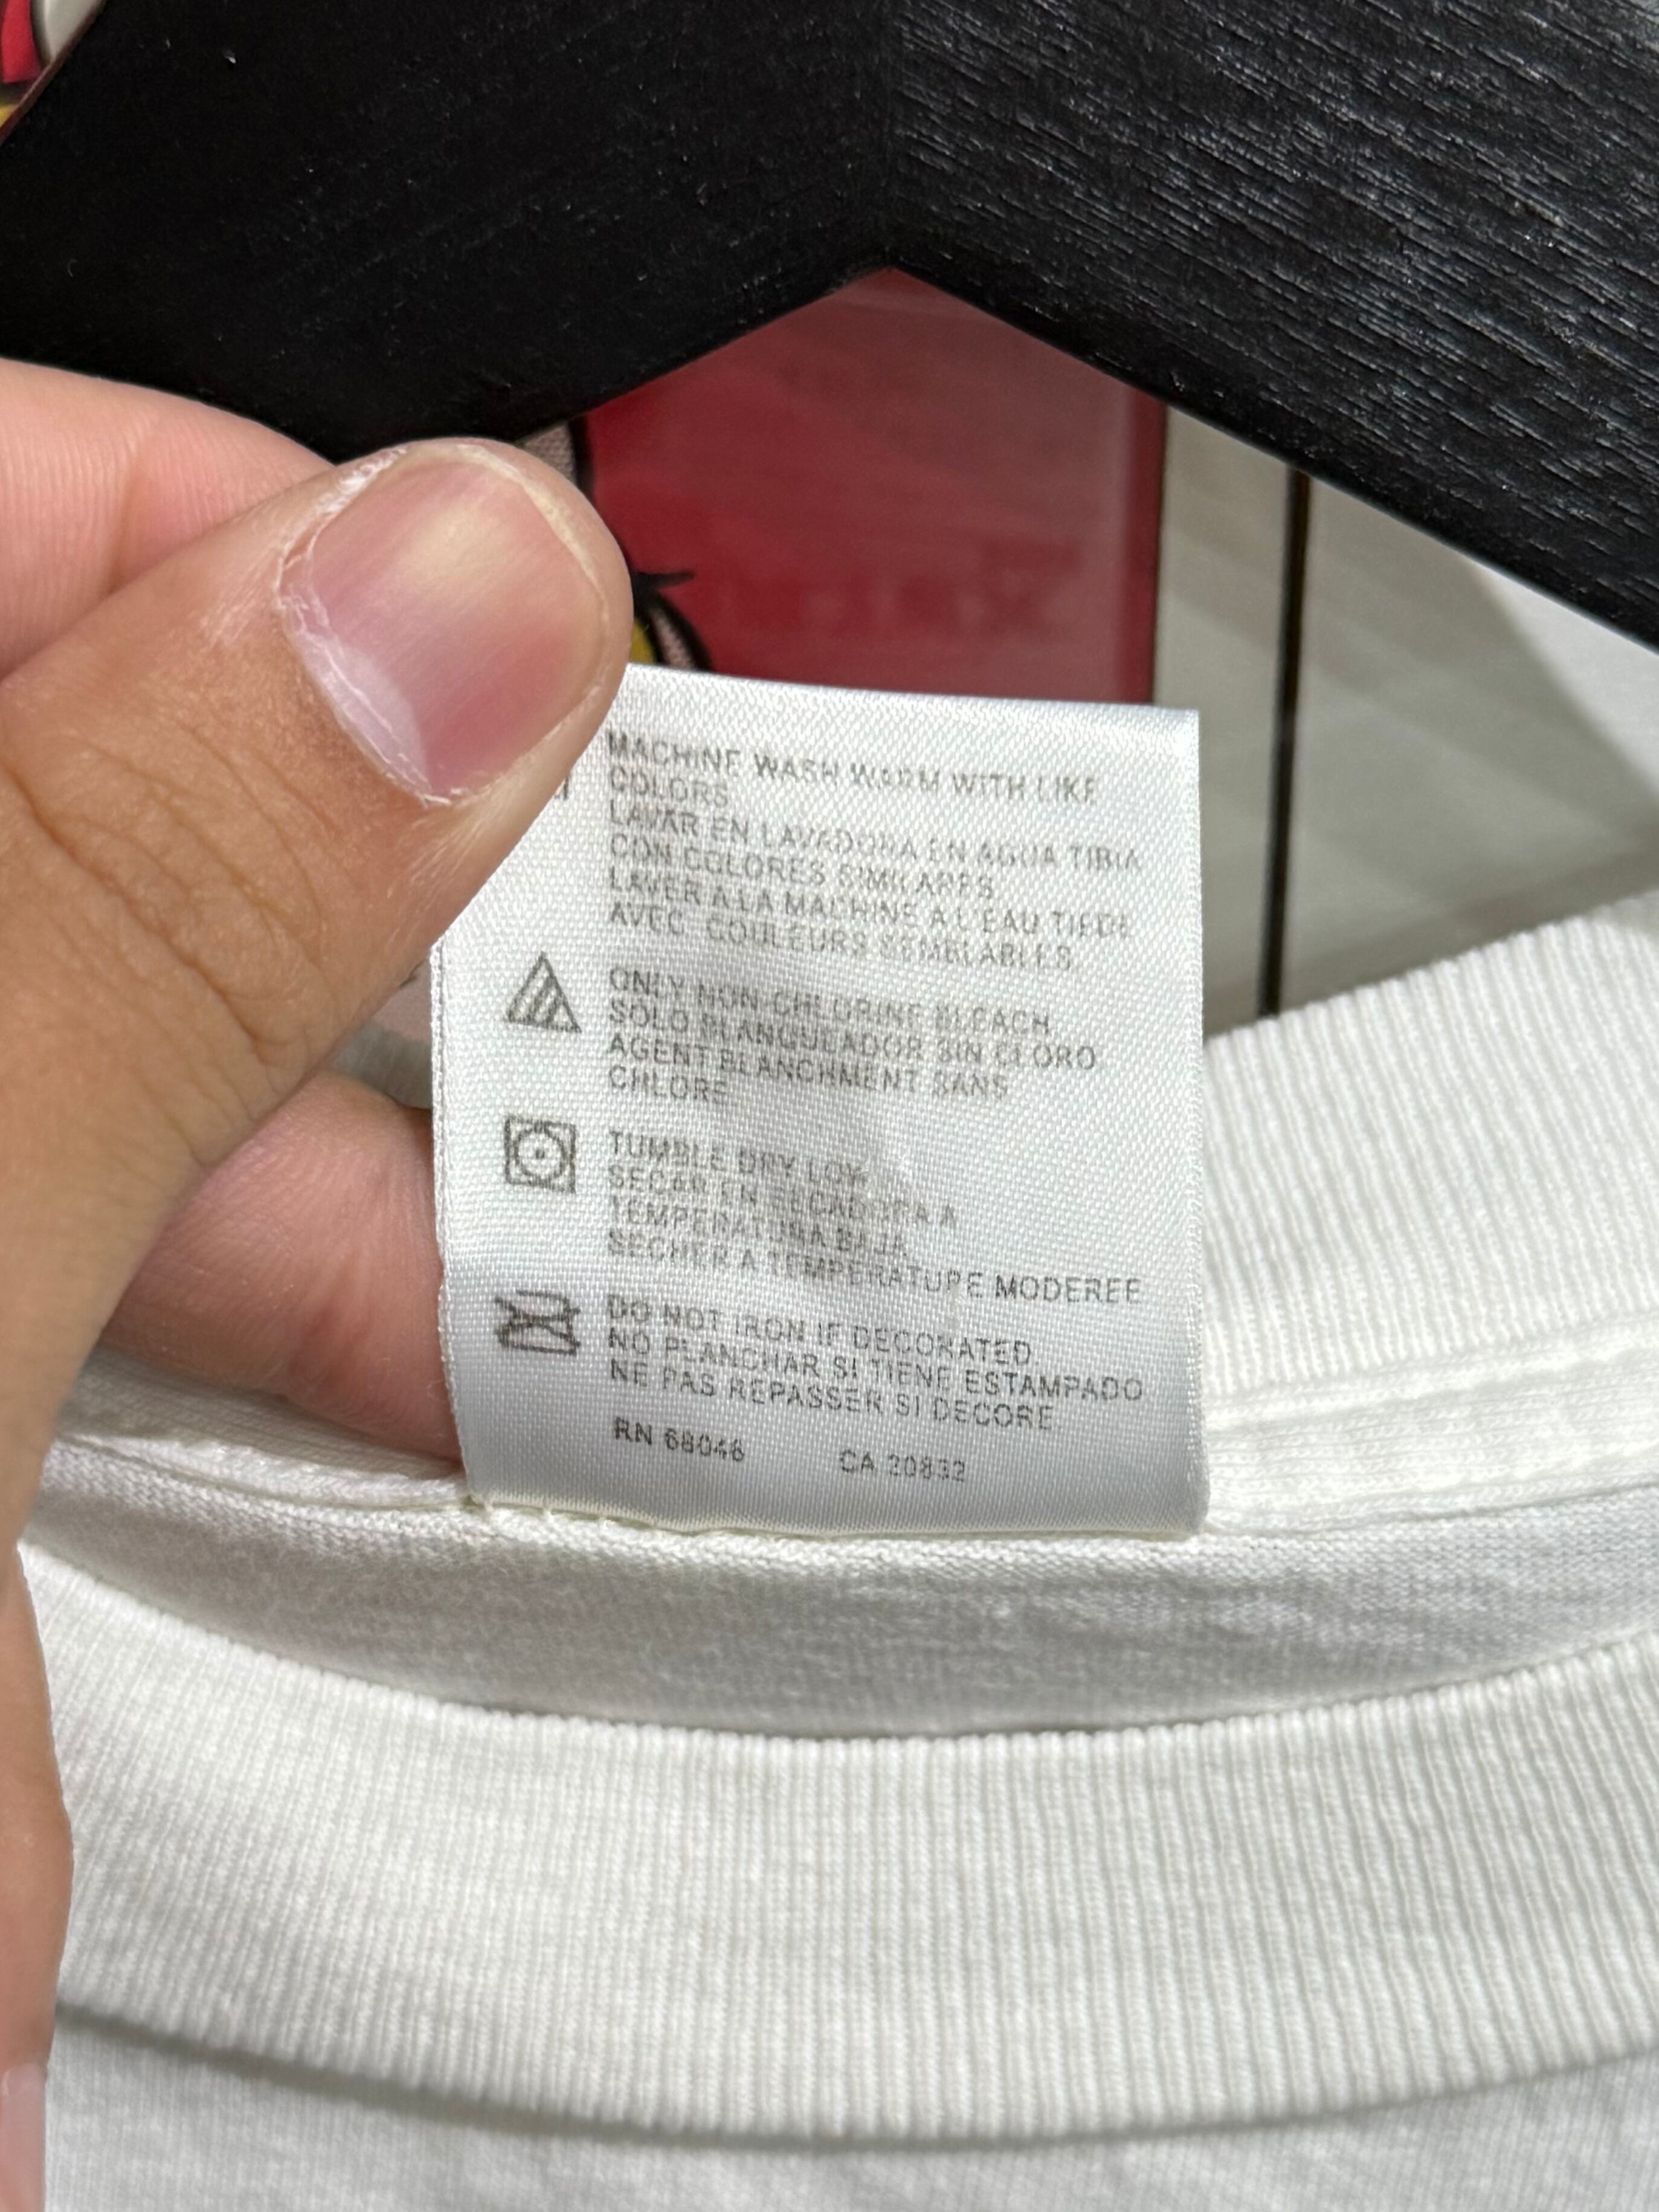 MACHINE WASH WARM WITH LIKE
COLORS
LAVAR EN LAVADORA EN AGUA TIBIA
CON COLORES SIMILARES
LAVER A LA MACHINE A L'EAU TIEDE
AVEC COULEURS SEMBLABLES
ONLY NON-CHLORINE BLEACH
SOLO BLANQUEADOR SIN CLORO
AGENT BLANCHMENT SANS
CHLORE
TUMBLE DRY LOW
SECAR EN
TEMPERATURA BAJA
SECHER A TEMPERATURE MODEREE
DO NOT IRON IF DECORATED.
NO PLANCHAR SI TIENE ESTAMPADO
NE PAS REPASSER SI DECORE
RN 68046 CA 20832